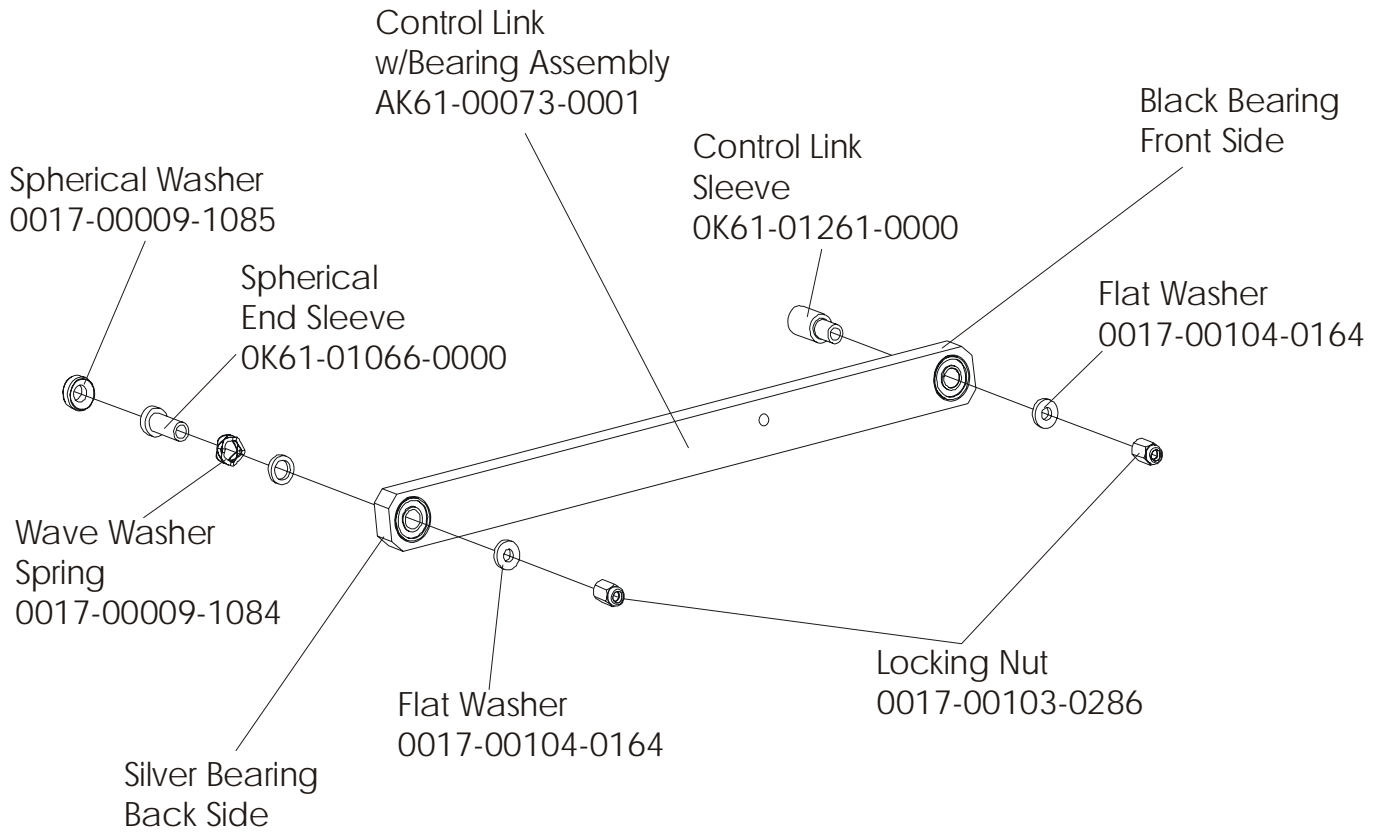 Control Link
w/Bearing Assembly
AK61-00073-0001
Black Bearing
Front Side
Control Link
Sleeve
0K61-01261-0000
Spherical Washer
0017-00009-1085
Spherical
End Sleeve
0K61-01066-0000
Flat Washer
0017-00104-0164
Wave Washer
Spring
0017-00009-1084
Locking Nut
0017-00103-0286
Flat Washer
0017-00104-0164
Silver Bearing
Back Side